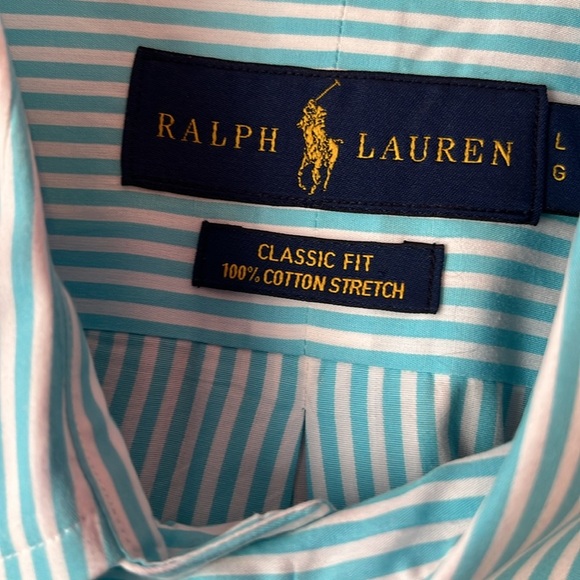 RALPH LAUREN
L
G
CLASSIC FIT
100% COTTON STRETCH